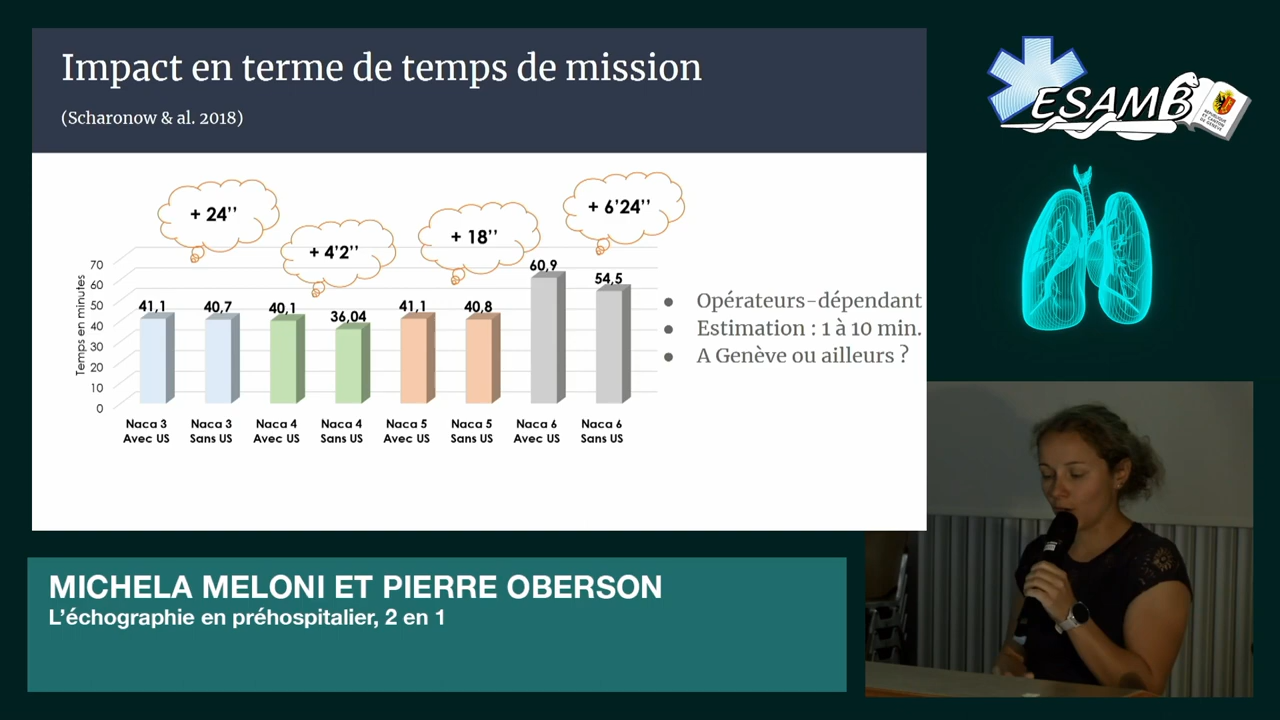 Impact en terme de temps de mission
(Scharonow & al. 2018)
+ 24’’
+ 4’2’’
+ 18’’
+ 6’24’’
Temps en minutes
70
60
50
40
30
20
10
0
41,1
40,7
40,1
36,04
41,1
40,8
60,9
54,5
Naca 3 Avec US
Naca 3 Sans US
Naca 4 Avec US
Naca 4 Sans US
Naca 5 Avec US
Naca 5 Sans US
Naca 6 Avec US
Naca 6 Sans US
● Opérateurs-dépendant
● Estimation : 1 à 10 min.
● A Genève ou ailleurs ?
ESAMB
REPUBLIQUE
ET CANTON
DE GENEVE
MICHELA MELONI ET PIERRE OBERSON
L’échographie en préhospitalier, 2 en 1